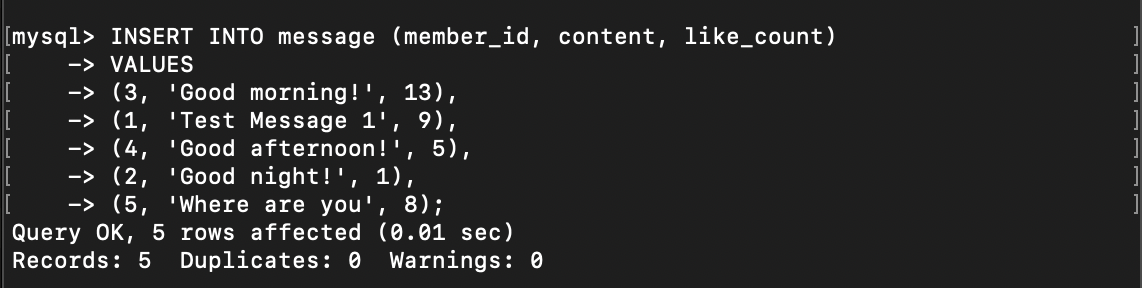 [mysql> INSERT INTO message (member_id, content, like_count) ]
[    -> VALUES ]
[    -> (3, 'Good morning!', 13), ]
[    -> (1, 'Test Message 1', 9), ]
[    -> (4, 'Good afternoon!', 5), ]
[    -> (2, 'Good night!', 1), ]
[    -> (5, 'Where are you', 8); ]
Query OK, 5 rows affected (0.01 sec)
Records: 5  Duplicates: 0  Warnings: 0